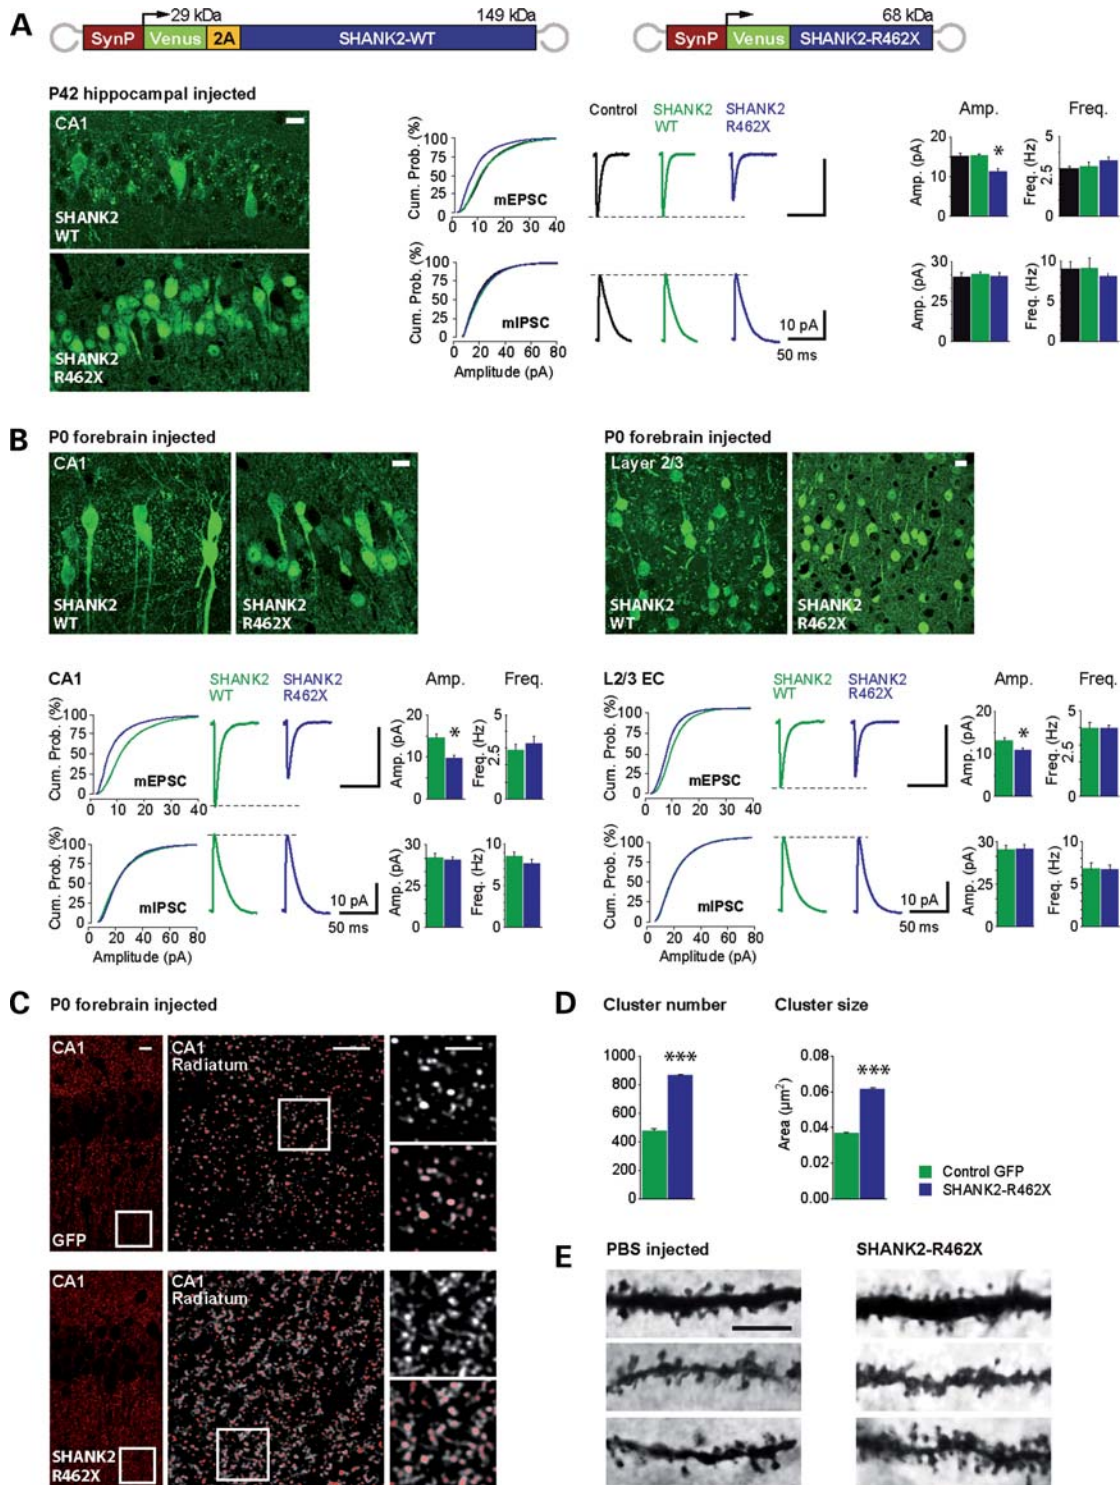 A
29 kDa 149 kDa 68 kDa
SynP Venus 2A SHANK2-WT SynP Venus SHANK2-R462X
P42 hippocampal injected
CA1
SHANK2
WT
SHANK2
R462X
Cum. Prob. (%)
100
75
50
25
0
mEPSC
0 10 20 30 40
Cum. Prob. (%)
100
75
50
25
0
mIPSC
0 20 40 60 80
Amplitude (pA)
Control SHANK2 WT SHANK2 R462X
10 pA
50 ms
Amp. Freq.
Amp. (pA)
20
10
0
*
Freq. (Hz)
5
2.5
0
Amp. (pA)
30
25
0
Freq. (Hz)
10
5
0
B
P0 forebrain injected
CA1
SHANK2
WT
SHANK2
R462X
P0 forebrain injected
Layer 2/3
SHANK2
WT
SHANK2
R462X
CA1
SHANK2 WT SHANK2 R462X
Amp. Freq.
Cum. Prob. (%)
100
75
50
25
0
mEPSC
0 10 20 30 40
Amp. (pA)
20
10
0
*
Freq. (Hz)
5
2.5
0
Cum. Prob. (%)
100
75
50
25
0
mIPSC
0 20 40 60 80
Amplitude (pA)
10 pA
50 ms
Amp. (pA)
30
25
0
Freq. (Hz)
10
5
0
L2/3 EC
SHANK2 WT SHANK2 R462X
Amp. Freq.
Cum. Prob. (%)
100
75
50
25
0
mEPSC
0 10 20 30 40
Amp. (pA)
20
10
0
*
Freq. (Hz)
5
2.5
0
Cum. Prob. (%)
100
75
50
25
0
mIPSC
0 20 40 60 80
Amplitude (pA)
10 pA
50 ms
Amp. (pA)
30
25
0
Freq. (Hz)
10
5
0
C
P0 forebrain injected
CA1
GFP
CA1
Radiatum
CA1
SHANK2
R462X
CA1
Radiatum
D
Cluster number
1000
800
600
400
200
0
***
Cluster size
Area (µm²)
0.08
0.06
0.04
0.02
0.00
***
Control GFP
SHANK2-R462X
E
PBS injected SHANK2-R462X